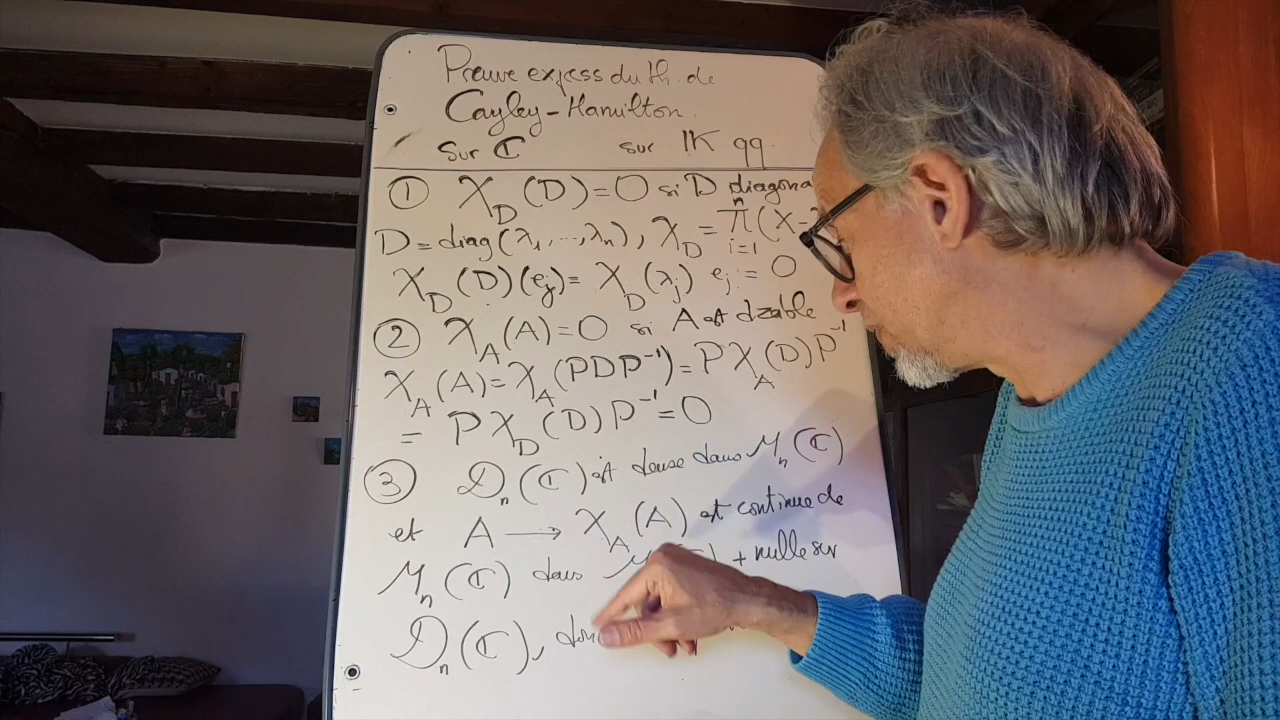 Preuve express du th. de
Cayley-Hamilton.
Sur ℂ sur 𝕂 qq.
① χ_D(D)=0 si D diagona
D=diag(λ₁,...,λₙ), χ_D = ∏_{i=1}^{n}(X-
χ_D(D)(e_j)= χ_D(λ_j) e_j = 0
② χ_A(A)=0 si A est dzable
χ_A(A)=χ_A(PDP⁻¹)=P χ_A(D)P⁻¹
= P χ_D(D)P⁻¹=0
③ 𝒟ₙ(ℂ) est dense dans ℳₙ(ℂ)
et A ⟶ χ_A(A) est continue de
ℳₙ(ℂ) dans + nulle sur
𝒟ₙ(ℂ),